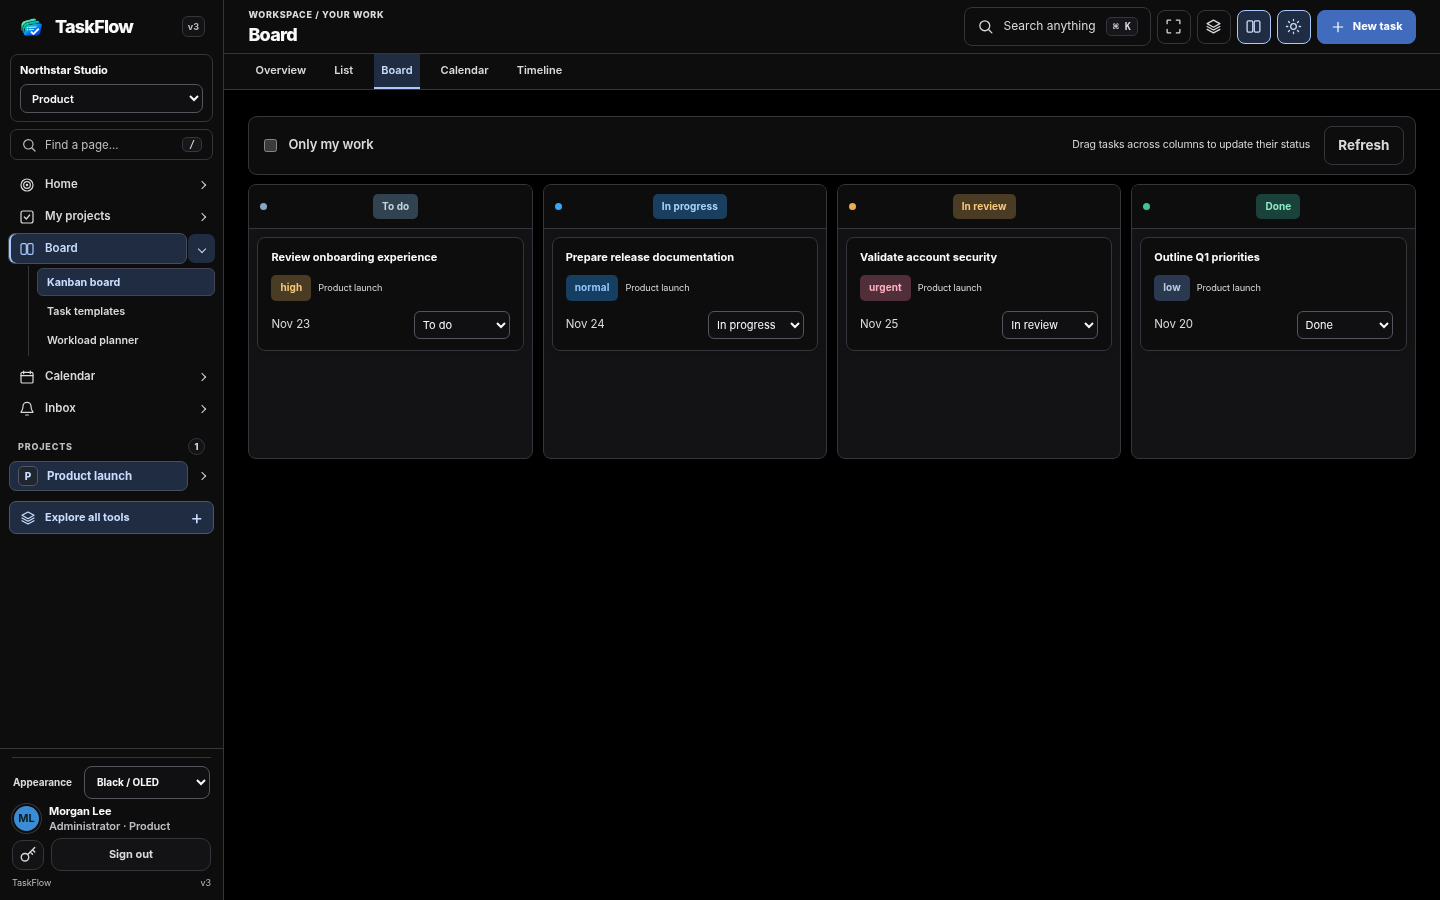 TaskFlow
v3
Northstar Studio
Product
Find a page...
/
Home
My projects
Board
Kanban board
Task templates
Workload planner
Calendar
Inbox
PROJECTS
1
P
Product launch
Explore all tools
Appearance
Black / OLED
ML
Morgan Lee
Administrator · Product
Sign out
TaskFlow
v3
WORKSPACE / YOUR WORK
Board
Search anything
⌘ K
New task
Overview
List
Board
Calendar
Timeline
Only my work
Drag tasks across columns to update their status
Refresh
To do
Review onboarding experience
high
Product launch
Nov 23
To do
In progress
Prepare release documentation
normal
Product launch
Nov 24
In progress
In review
Validate account security
urgent
Product launch
Nov 25
In review
Done
Outline Q1 priorities
low
Product launch
Nov 20
Done